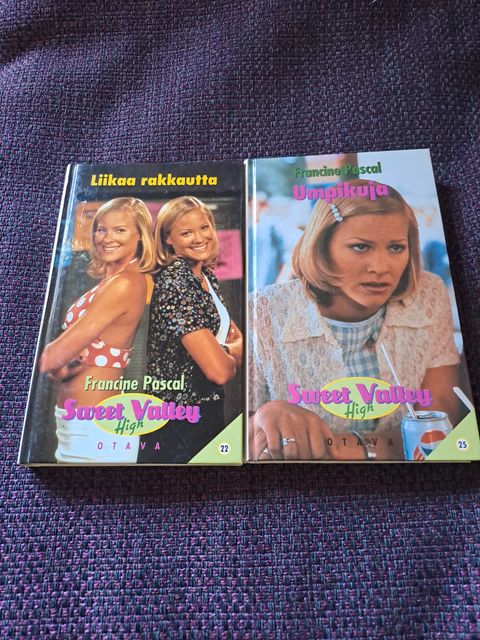 Liikaa rakkautta
Francine Pascal
Sweet Valley
High
OTAVA
22
Francine Pascal
Umpikuja
Sweet Valley
High
OTAVA
25